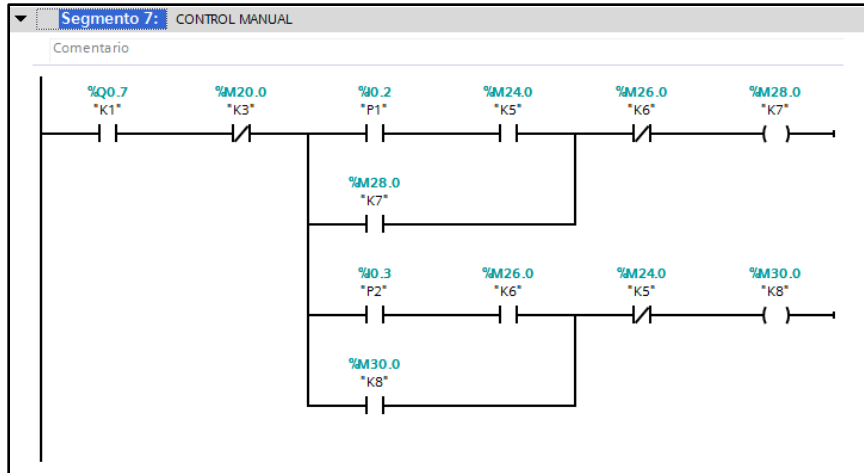 Segmento 7: CONTROL MANUAL
Comentario
%Q0.7 %M20.0 %I0.2 %M24.0 %M26.0 %M28.0
"K1" "K3" "P1" "K5" "K6" "K7"
%M28.0
"K7"
%I0.3 %M26.0 %M24.0 %M30.0
"P2" "K6" "K5" "K8"
%M30.0
"K8"